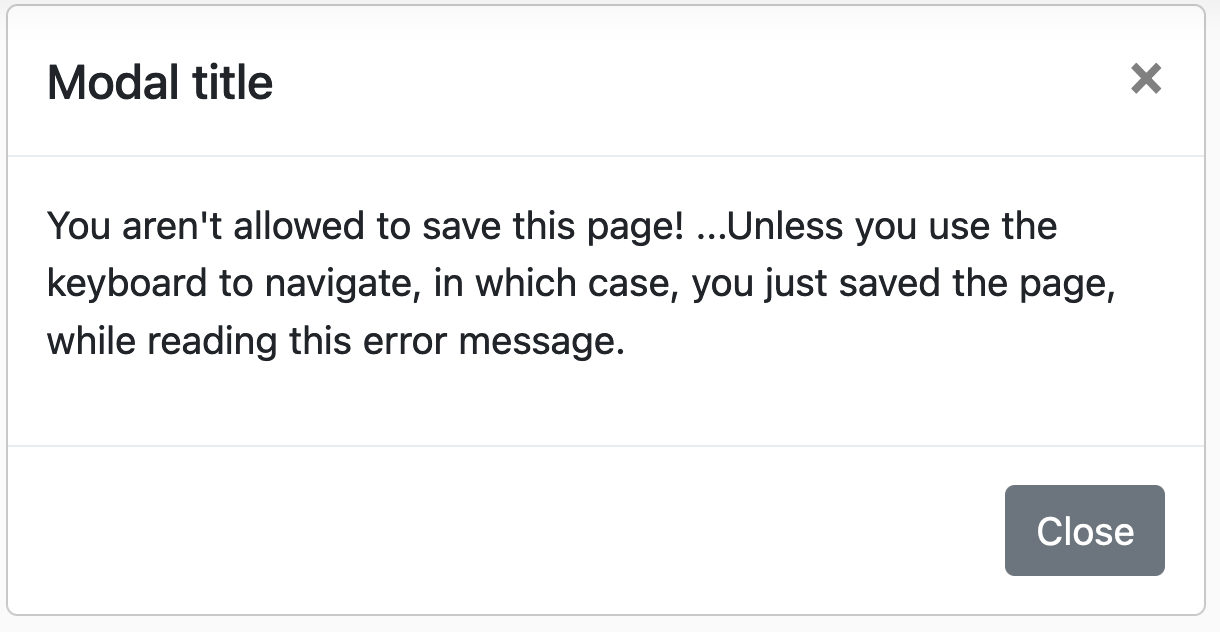 Modal title
×
You aren't allowed to save this page! ...Unless you use the
keyboard to navigate, in which case, you just saved the page,
while reading this error message.
Close